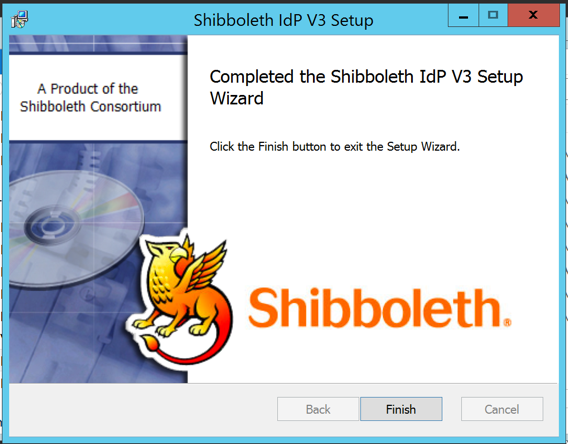 Shibboleth IdP V3 Setup
A Product of the
Shibboleth Consortium
Completed the Shibboleth IdP V3 Setup
Wizard
Click the Finish button to exit the Setup Wizard.
Shibboleth®
Back
Finish
Cancel